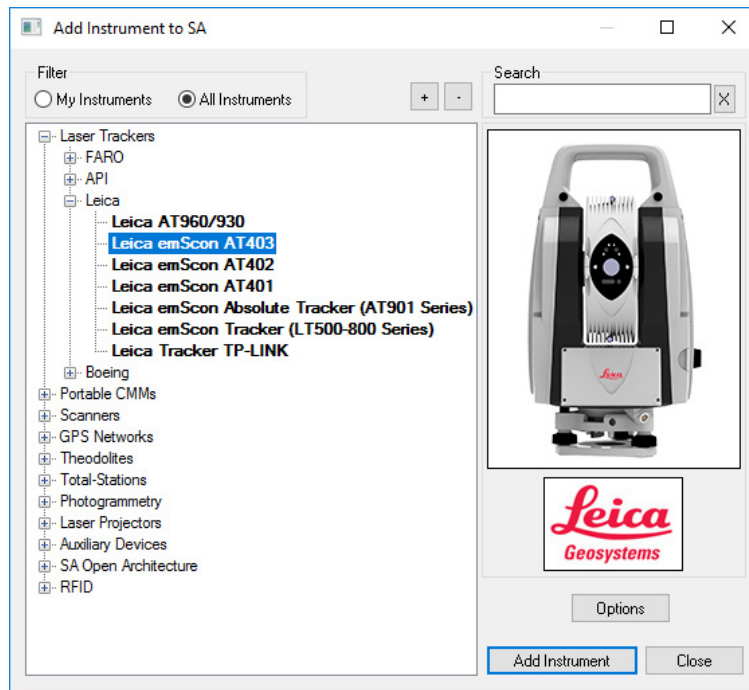 Add Instrument to SA
Filter
My Instruments All Instruments
+ -
Search
X
Laser Trackers
FARO
API
Leica
Leica AT960/930
Leica emScon AT403
Leica emScon AT402
Leica emScon AT401
Leica emScon Absolute Tracker (AT901 Series)
Leica emScon Tracker (LT500-800 Series)
Leica Tracker TP-LINK
Boeing
Portable CMMs
Scanners
GPS Networks
Theodolites
Total-Stations
Photogrammetry
Laser Projectors
Auxiliary Devices
SA Open Architecture
RFID
Leica
Leica
Geosystems
Options
Add Instrument Close